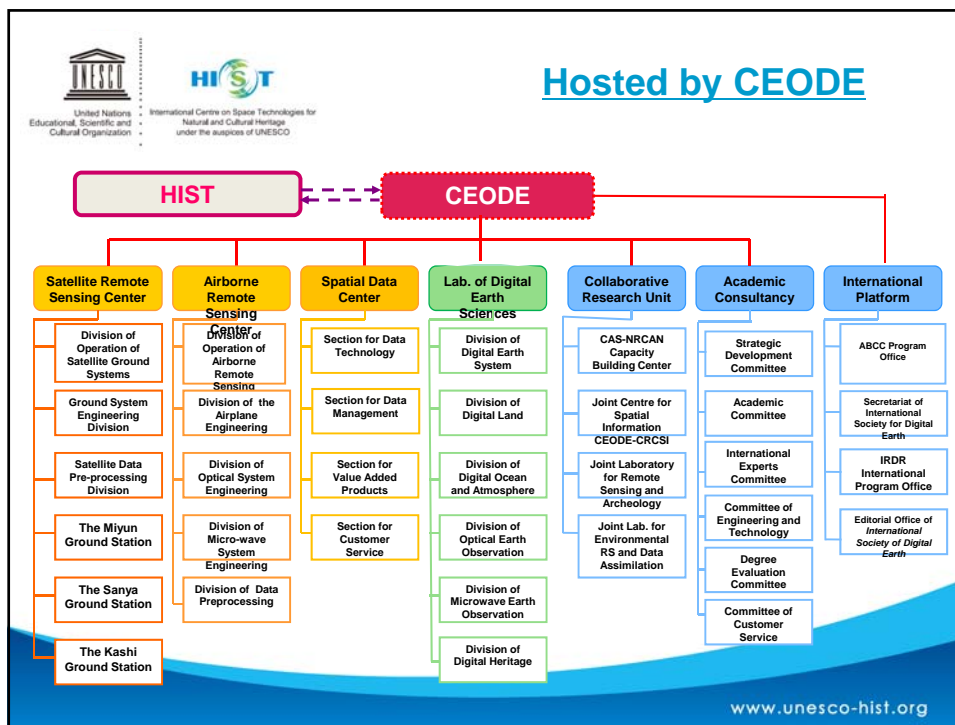 UNESCO
United Nations
Educational, Scientific and
Cultural Organization
HIST
International Centre on Space Technologies for
Natural and Cultural Heritage
under the auspices of UNESCO
Hosted by CEODE
HIST
CEODE
Satellite Remote
Sensing Center
Division of
Operation of
Satellite Ground
Systems
Ground System
Engineering
Division
Satellite Data
Pre-processing
Division
The Miyun
Ground Station
The Sanya
Ground Station
The Kashi
Ground Station
Airborne
Remote
Sensing
Center
Division of
Operation of
Airborne
Remote
Sensing
Division of the
Airplane
Engineering
Division of
Optical System
Engineering
Division of
Micro-wave
System
Engineering
Division of Data
Preprocessing
Spatial Data
Center
Section for Data
Technology
Section for Data
Management
Section for
Value Added
Products
Section for
Customer
Service
Lab. of Digital
Earth
Sciences
Division of
Digital Earth
System
Division of
Digital Land
Division of
Digital Ocean
and Atmosphere
Division of
Optical Earth
Observation
Division of
Microwave Earth
Observation
Division of
Digital Heritage
Collaborative
Research Unit
CAS-NRCAN
Capacity
Building Center
Joint Centre for
Spatial
Information
CEODE-CRCSI
Joint Laboratory
for Remote
Sensing and
Archeology
Joint Lab. for
Environmental
RS and Data
Assimilation
Academic
Consultancy
Strategic
Development
Committee
Academic
Committee
International
Experts
Committee
Committee of
Engineering and
Technology
Degree
Evaluation
Committee
Committee of
Customer
Service
International
Platform
ABCC Program
Office
Secretariat of
International
Society for Digital
Earth
IRDR
International
Program Office
Editorial Office of
International
Society of Digital
Earth
www.unesco-hist.org